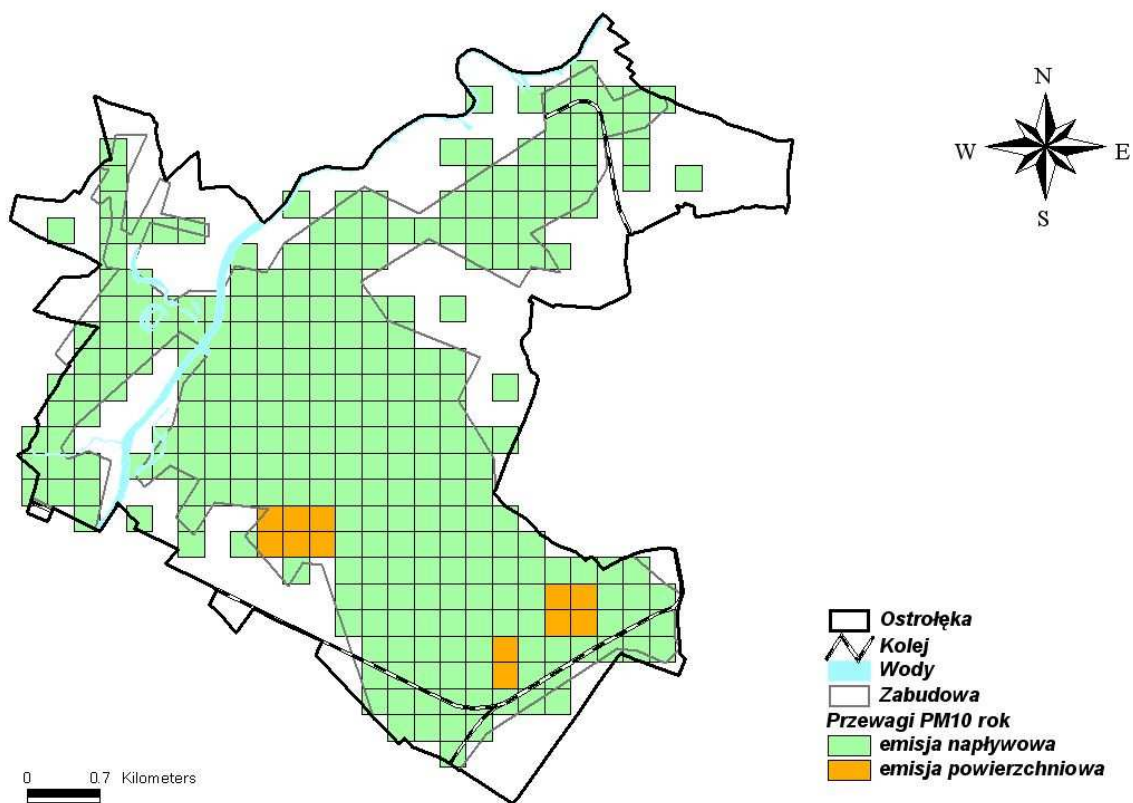 N
W E
S
Ostrołęka
Kolej
Wody
Zabudowa
Przewagi PM10 rok
emisja napływowa
emisja powierzchniowa
0 0.7 Kilometers